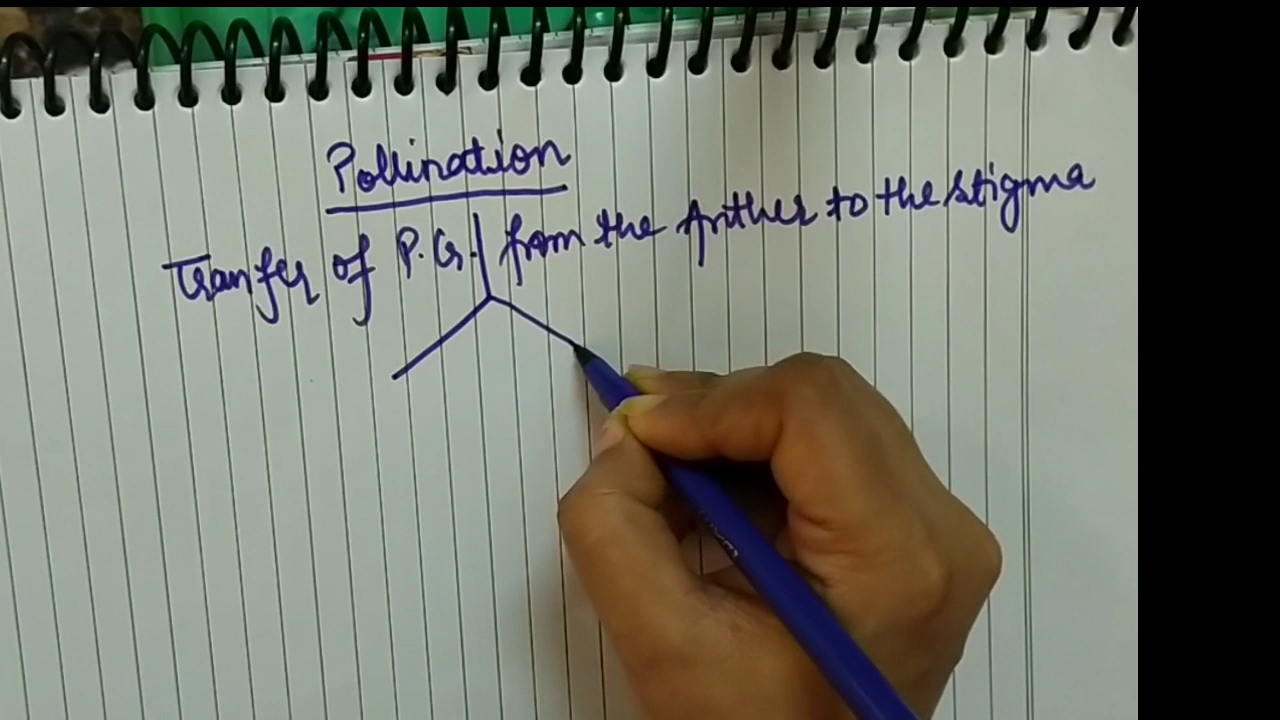 Pollination
Tranfer of P.G. from the Anther to the stigma